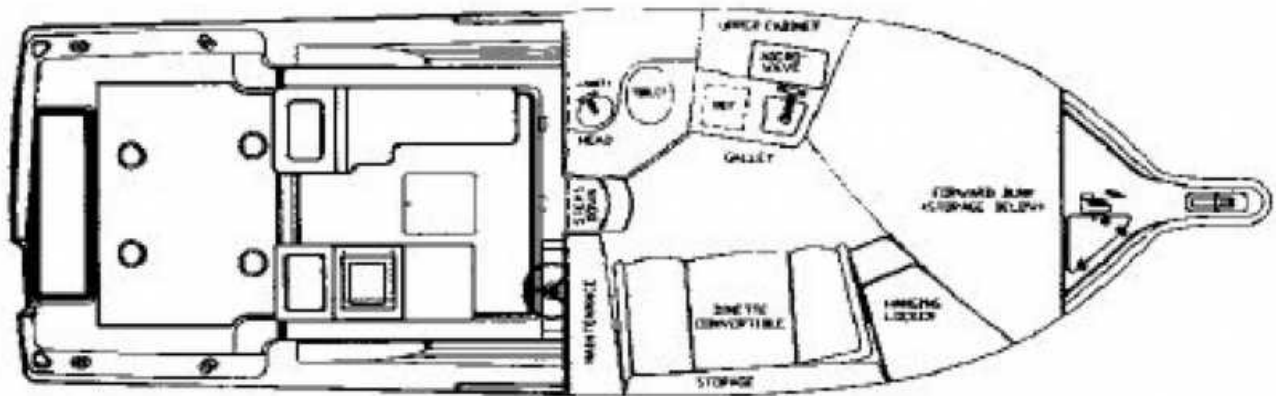 UPPER CABINET
MICRO-
WAVE
VANITY
TOILET
HEAD
REF
GALLEY
STEPS
DOWN
FORWARD BUNK
<STORAGE BELOW>
MAINTENANCE
DINETTE
CONVERTIBLE
HANGING
LOCKER
STORAGE